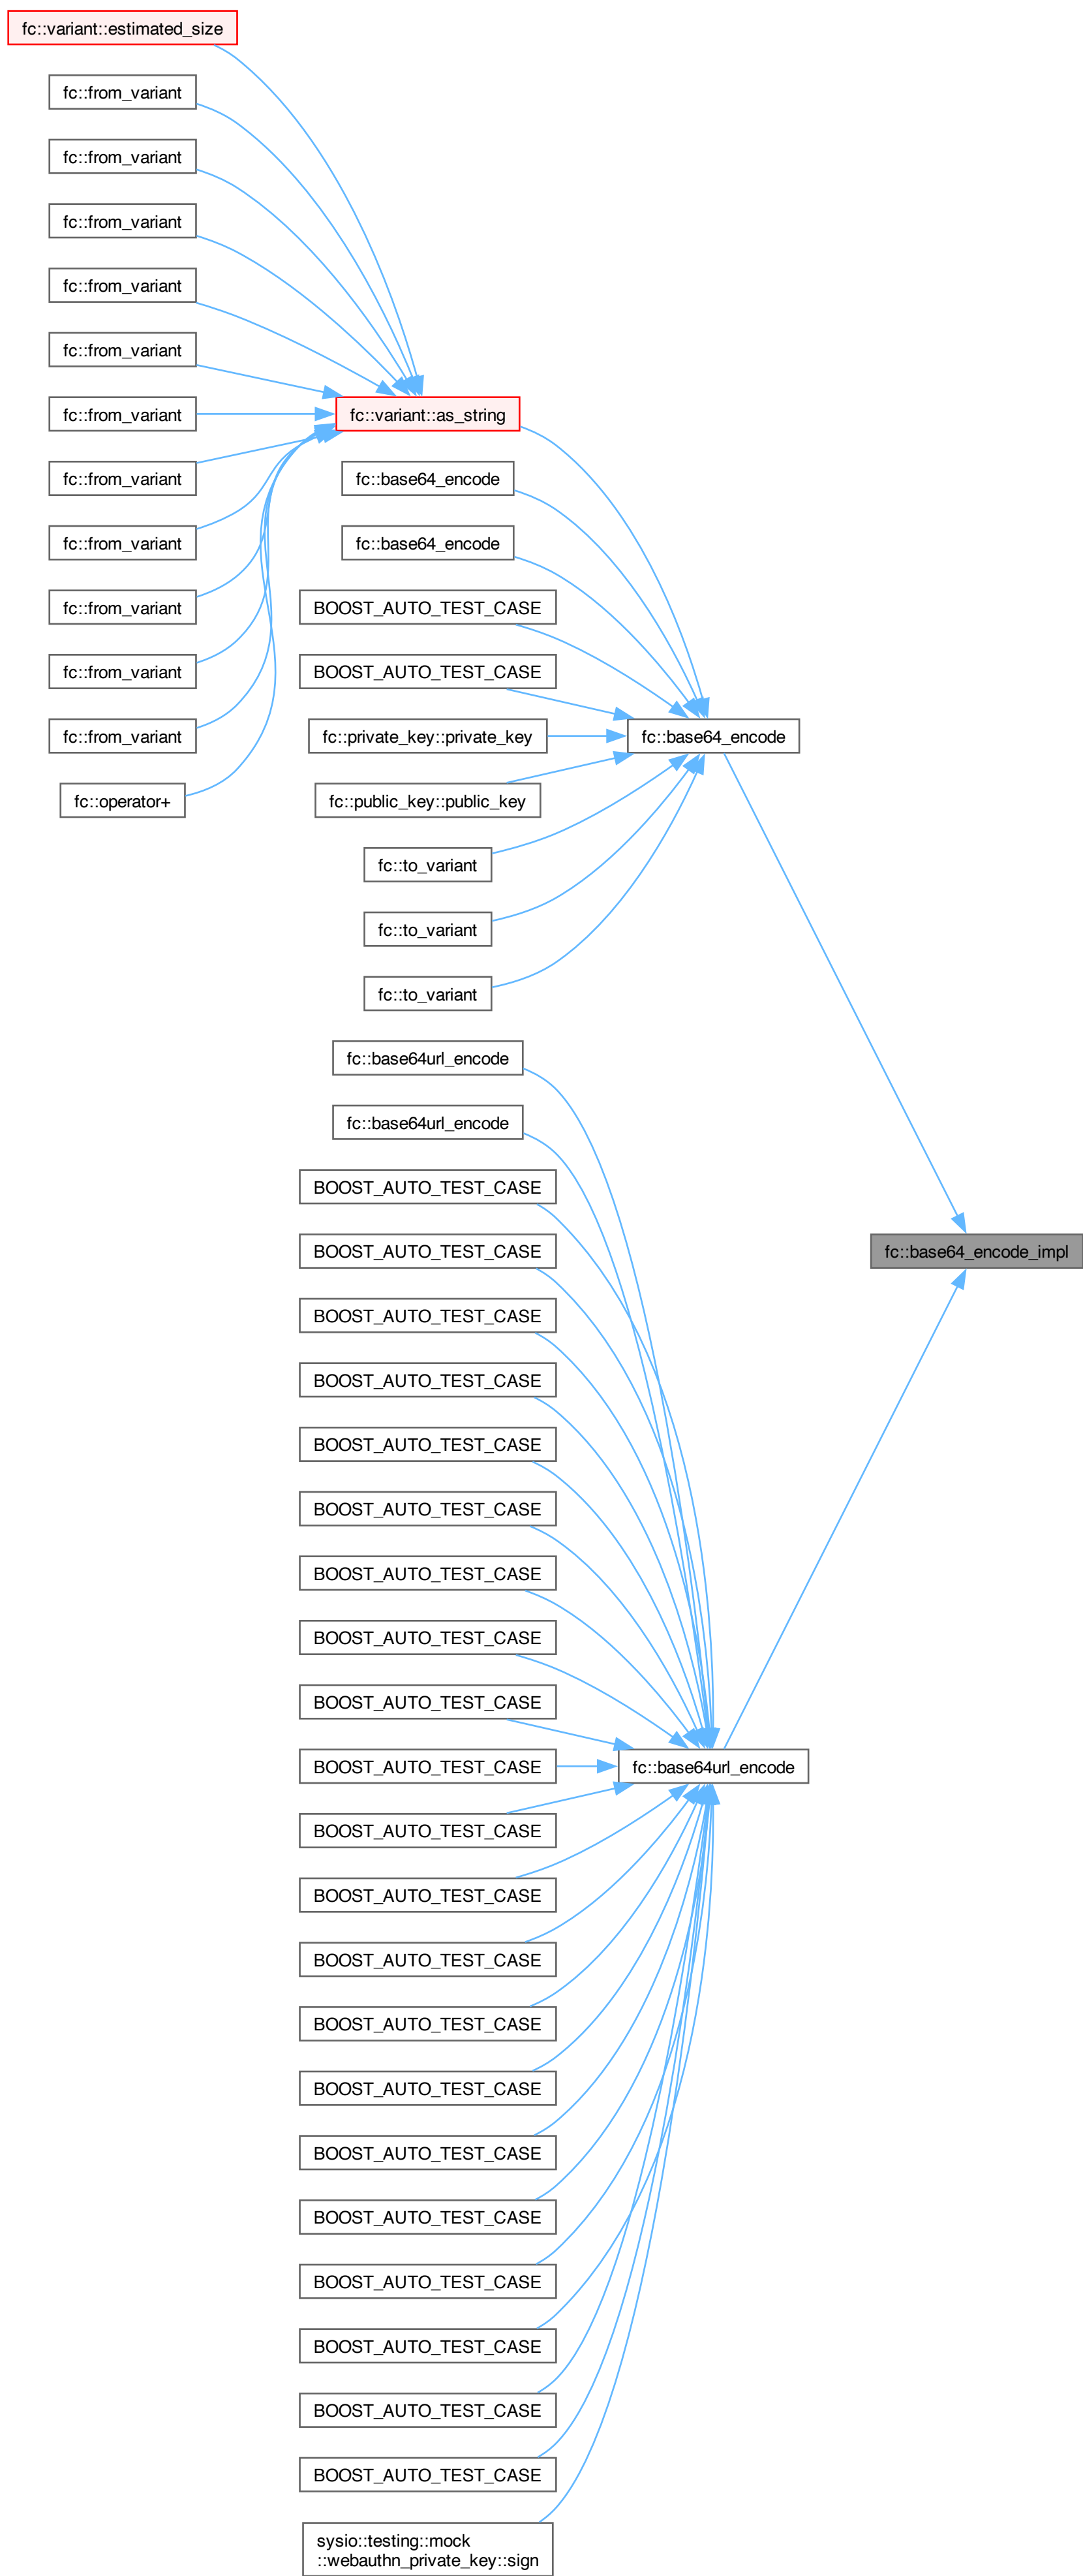 fc::variant::estimated_size
fc::from_variant
fc::from_variant
fc::from_variant
fc::from_variant
fc::from_variant
fc::from_variant
fc::variant::as_string
fc::from_variant
fc::base64_encode
fc::from_variant
fc::base64_encode
fc::from_variant
BOOST_AUTO_TEST_CASE
fc::from_variant
BOOST_AUTO_TEST_CASE
fc::from_variant
fc::private_key::private_key
fc::base64_encode
fc::operator+
fc::public_key::public_key
fc::to_variant
fc::to_variant
fc::to_variant
fc::base64url_encode
fc::base64url_encode
BOOST_AUTO_TEST_CASE
BOOST_AUTO_TEST_CASE
fc::base64_encode_impl
BOOST_AUTO_TEST_CASE
BOOST_AUTO_TEST_CASE
BOOST_AUTO_TEST_CASE
BOOST_AUTO_TEST_CASE
BOOST_AUTO_TEST_CASE
BOOST_AUTO_TEST_CASE
BOOST_AUTO_TEST_CASE
BOOST_AUTO_TEST_CASE
fc::base64url_encode
BOOST_AUTO_TEST_CASE
BOOST_AUTO_TEST_CASE
BOOST_AUTO_TEST_CASE
BOOST_AUTO_TEST_CASE
BOOST_AUTO_TEST_CASE
BOOST_AUTO_TEST_CASE
BOOST_AUTO_TEST_CASE
BOOST_AUTO_TEST_CASE
BOOST_AUTO_TEST_CASE
BOOST_AUTO_TEST_CASE
BOOST_AUTO_TEST_CASE
sysio::testing::mock
::webauthn_private_key::sign